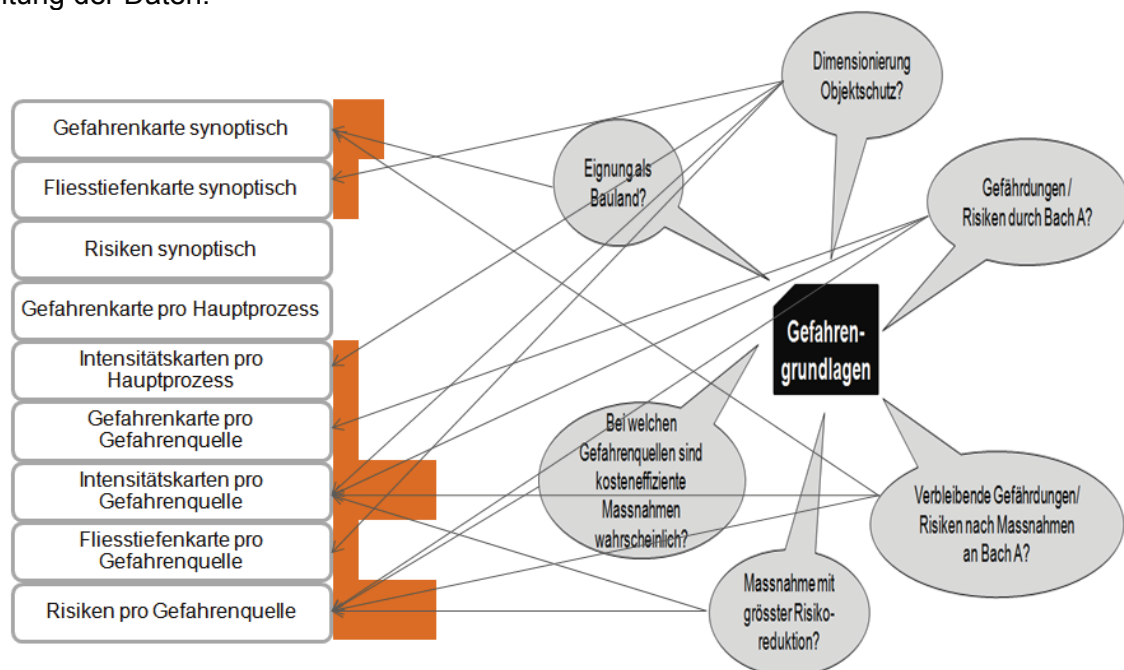 tung der Daten.
Gefahrenkarte synoptisch
Fliesstiefenkarte synoptisch
Risiken synoptisch
Gefahrenkarte pro Hauptprozess
Intensitätskarten pro
Hauptprozess
Gefahrenkarte pro
Gefahrenquelle
Intensitätskarten pro
Gefahrenquelle
Fliesstiefenkarte pro
Gefahrenquelle
Risiken pro Gefahrenquelle
Dimensionierung
Objektschutz?
Eignung als
Bauland?
Gefährdungen /
Risiken durch Bach A?
Gefahren-
grundlagen
Bei welchen
Gefahrenquellen sind
kosteneffiziente
Massnahmen
wahrscheinlich?
Verbleibende Gefährdungen/
Risiken nach Massnahmen
an Bach A?
Massnahme mit
grösster Risiko-
reduktion?